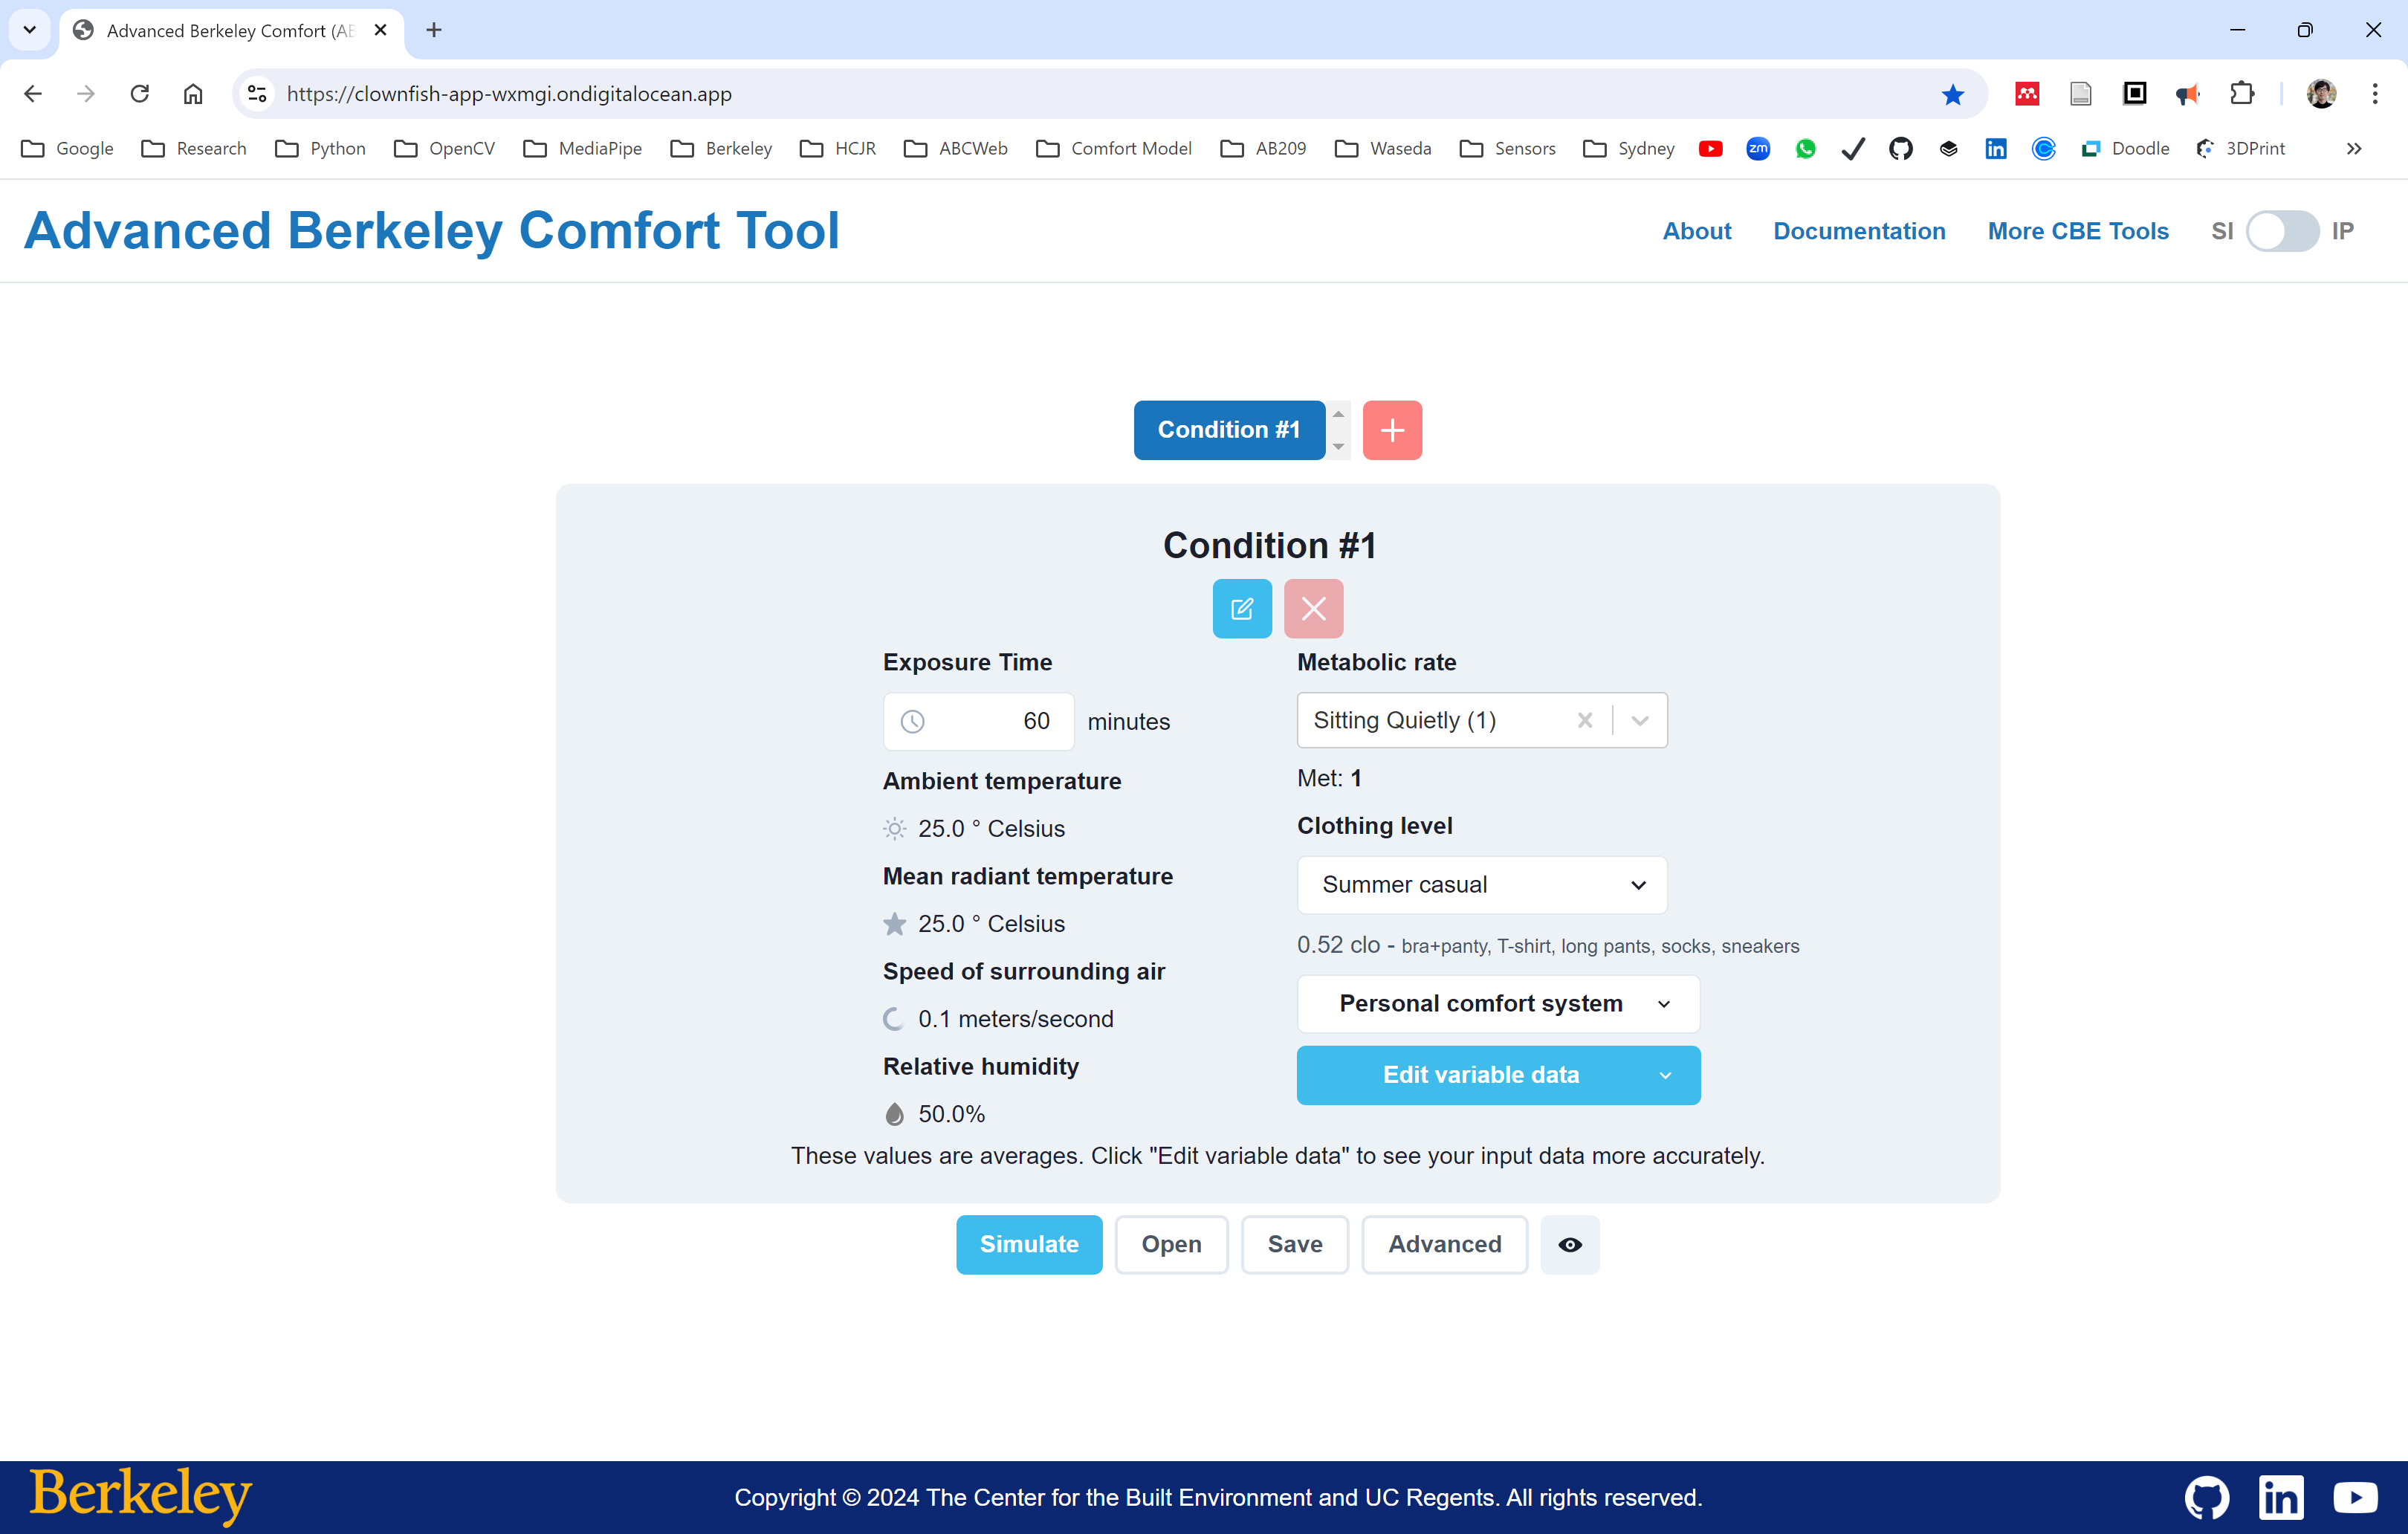 Advanced Berkeley Comfort (AB
https://clownfish-app-wxmgi.ondigitalocean.app
Google Research Python OpenCV MediaPipe Berkeley HCJR ABCWeb Comfort Model AB209 Waseda Sensors Sydney zm in Doodle 3DPrint
Advanced Berkeley Comfort Tool
About Documentation More CBE Tools SI IP
Condition #1
Condition #1
Exposure Time
60 minutes
Ambient temperature
25.0 ° Celsius
Mean radiant temperature
25.0 ° Celsius
Speed of surrounding air
0.1 meters/second
Relative humidity
50.0%
Metabolic rate
Sitting Quietly (1)
Met: 1
Clothing level
Summer casual
0.52 clo - bra+panty, T-shirt, long pants, socks, sneakers
Personal comfort system
Edit variable data
These values are averages. Click "Edit variable data" to see your input data more accurately.
Simulate Open Save Advanced
Berkeley
Copyright © 2024 The Center for the Built Environment and UC Regents. All rights reserved.
in